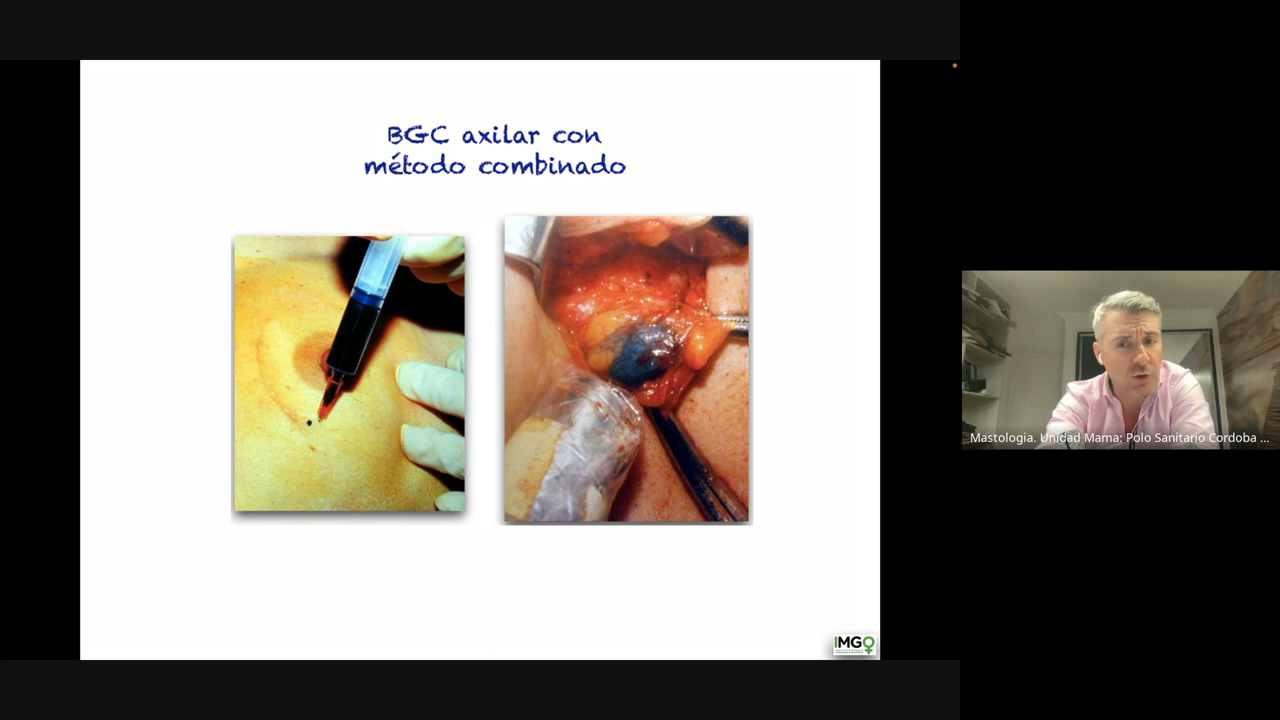 BGC axilar con
método combinado
Mastologia. Unidad Mama: Polo Sanitario Cordoba ...
IMGO